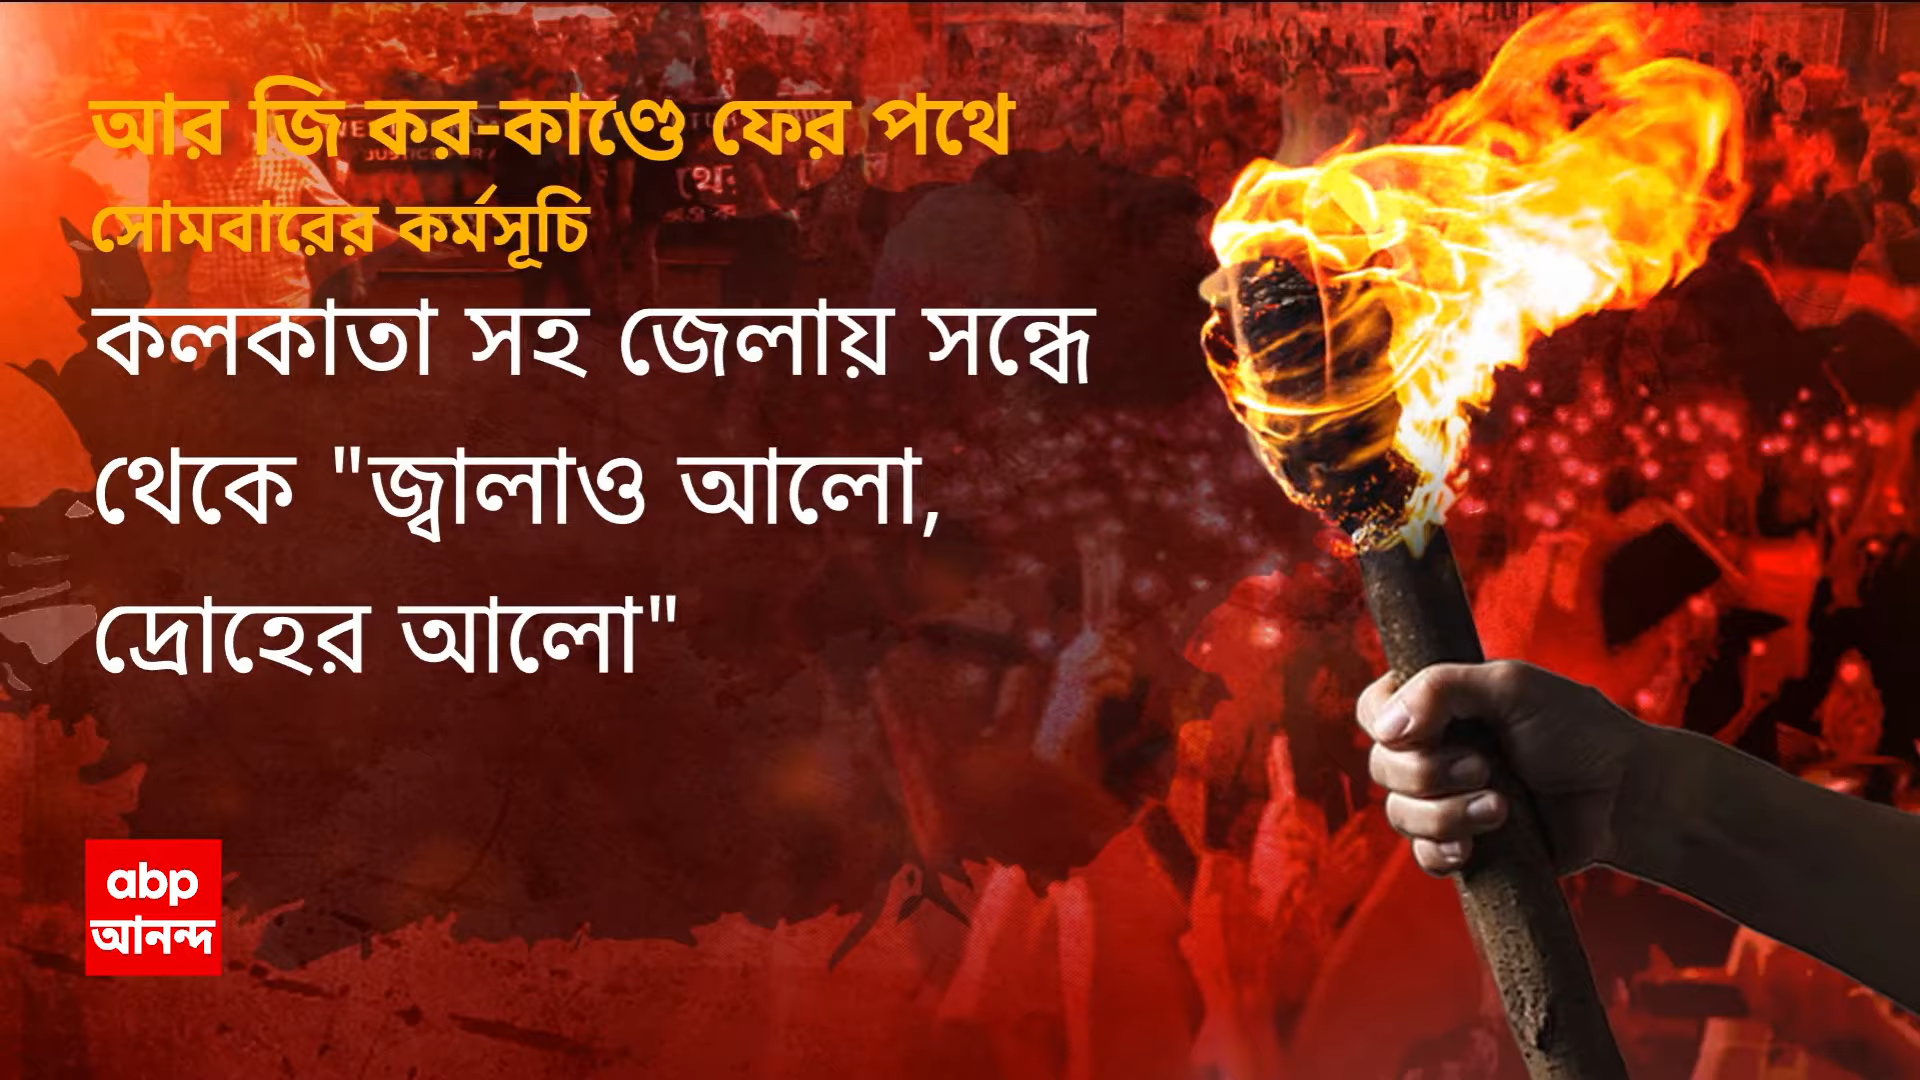 আর জি কর-কাণ্ডে ফের পথে
সোমবারের কর্মসূচি
কলকাতা সহ জেলায় সন্ধে
থেকে "জ্বালাও আলো,
দ্রোহের আলো"
abp
আনন্দ